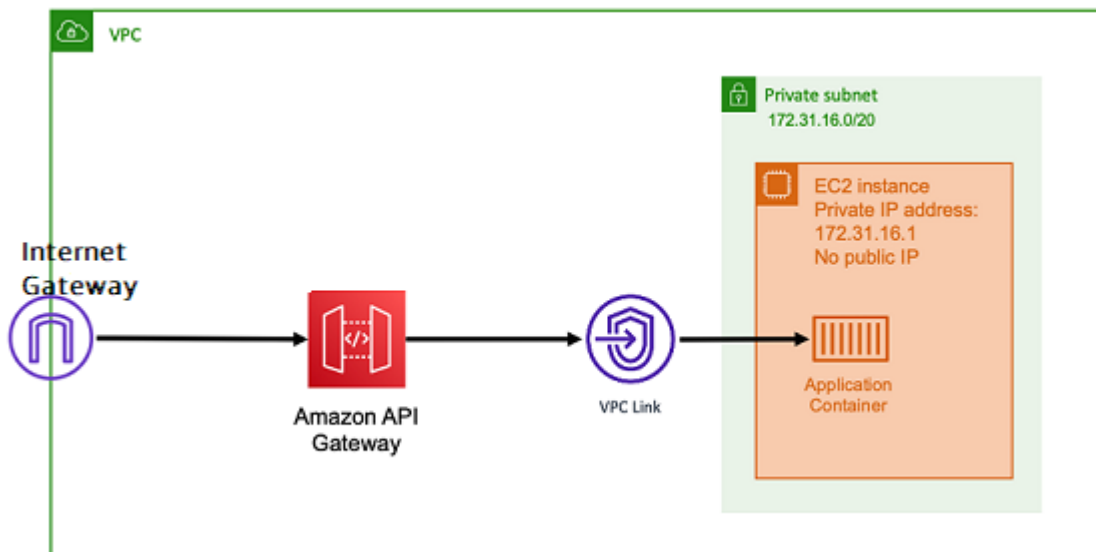 VPC
Private subnet
172.31.16.0/20
EC2 instance
Private IP address:
172.31.16.1
No public IP
Internet
Gateway
</>
Amazon API
Gateway
VPC Link
Application
Container